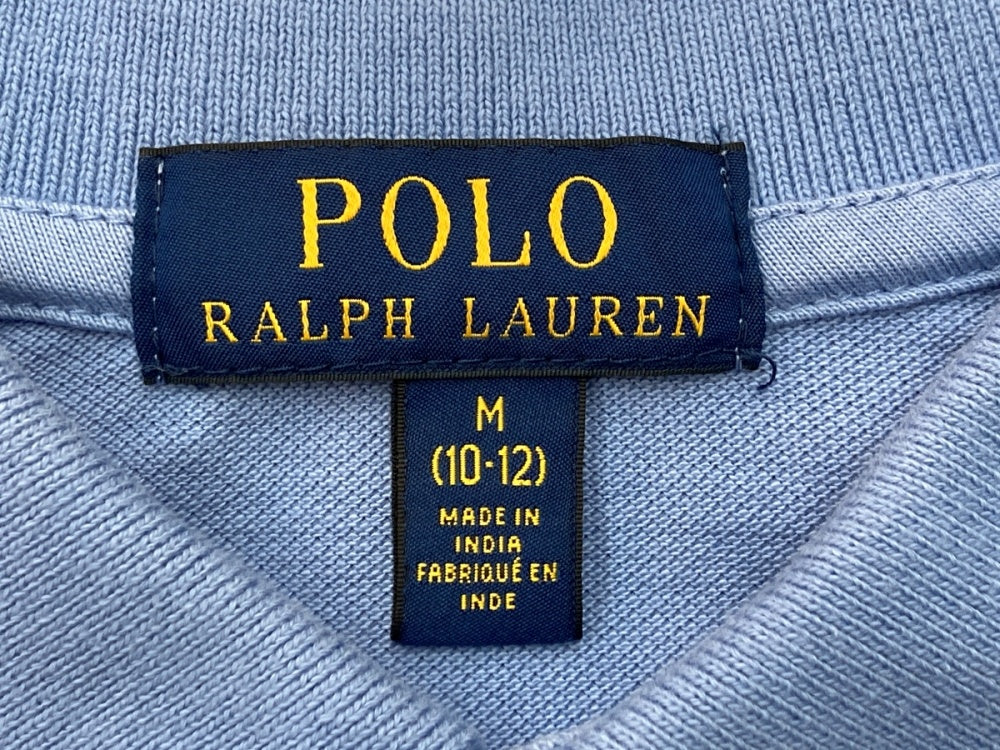 POLO
RALPH LAUREN
M
(10-12)
MADE IN
INDIA
FABRIQUÉ EN
INDE